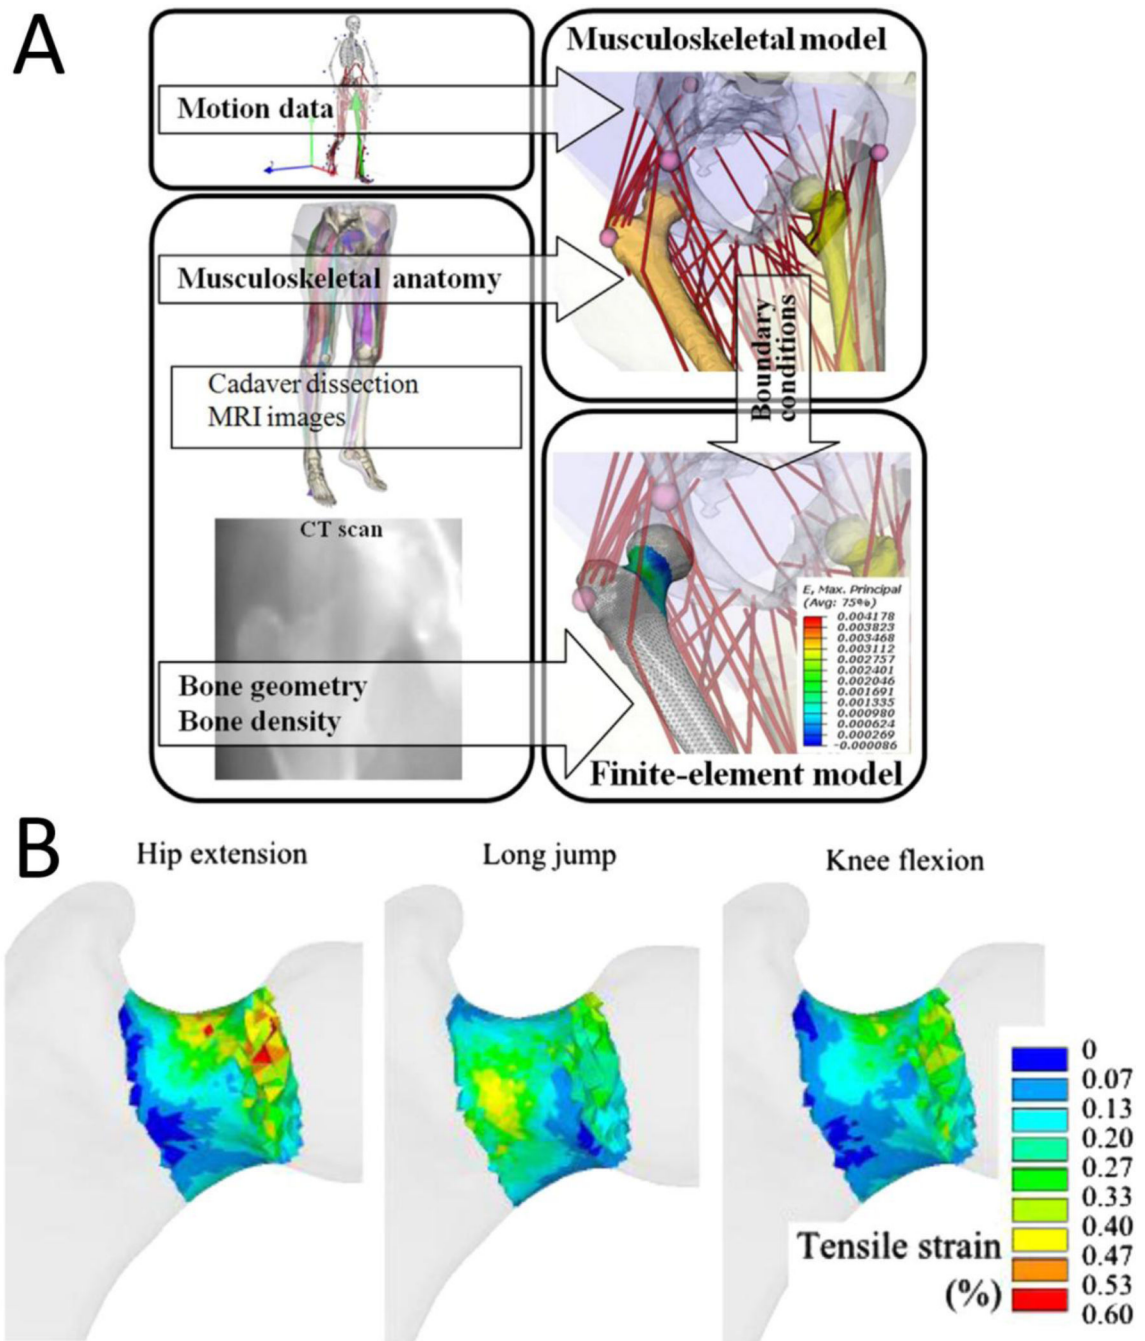 A
Motion data
Musculoskeletal model
Musculoskeletal anatomy
Cadaver dissection
MRI images
CT scan
Bone geometry
Bone density
Boundary
conditions
E, Max. Principal
(Avg: 75%)
0.004178
0.003823
0.003468
0.003112
0.002757
0.002401
0.002046
0.001691
0.001335
0.000980
0.000624
0.000269
-0.000086
Finite-element model
B
Hip extension
Long jump
Knee flexion
0
0.07
0.13
0.20
0.27
0.33
0.40
0.47
0.53
0.60
Tensile strain
(%)